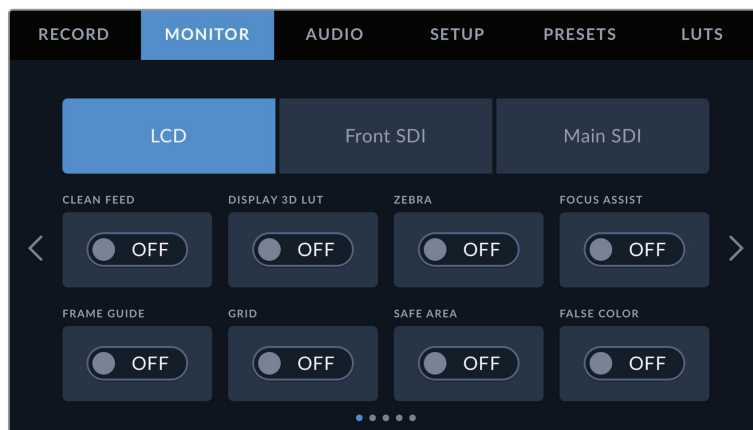 RECORD MONITOR AUDIO SETUP PRESETS LUTS
LCD Front SDI Main SDI
CLEAN FEED DISPLAY 3D LUT ZEBRA FOCUS ASSIST
OFF OFF OFF OFF
FRAME GUIDE GRID SAFE AREA FALSE COLOR
OFF OFF OFF OFF